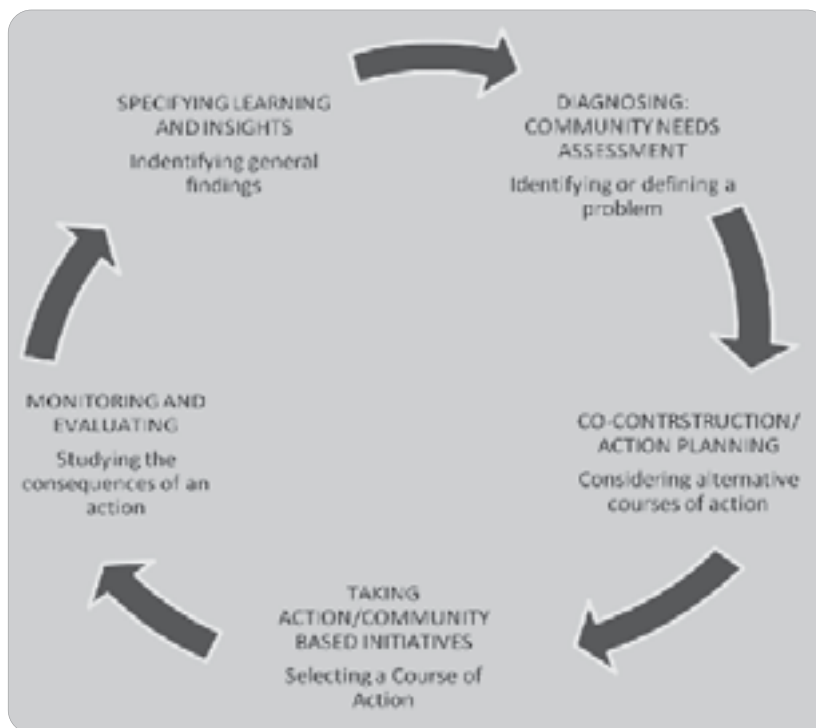 SPECIFYING LEARNING
AND INSIGHTS
Indentifying general
findings
DIAGNOSING:
COMMUNITY NEEDS
ASSESSMENT
Identifying or defining a
problem
CO-CONTRSTRUCTION/
ACTION PLANNING
Considering alternative
courses of action
TAKING
ACTION/COMMUNITY
BASED INITIATIVES
Selecting a Course of
Action
MONITORING AND
EVALUATING
Studying the
consequences of an
action